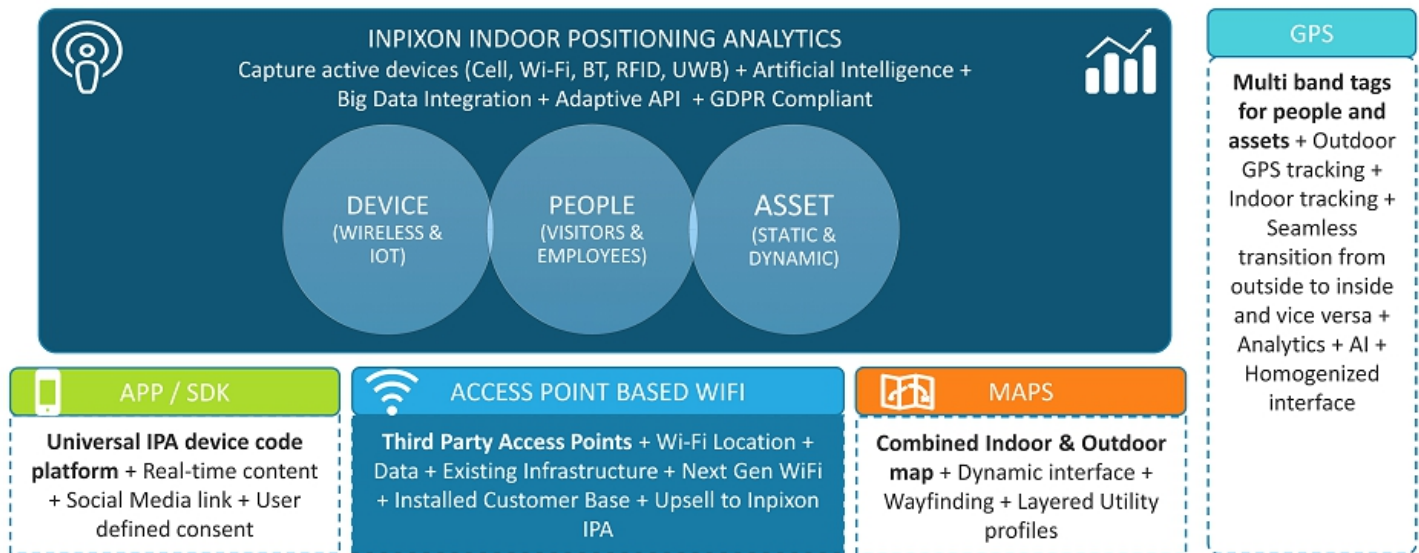 INPIXON INDOOR POSITIONING ANALYTICS
Capture active devices (Cell, Wi-Fi, BT, RFID, UWB) + Artificial Intelligence +
Big Data Integration + Adaptive API + GDPR Compliant
DEVICE
(WIRELESS &
IOT)
PEOPLE
(VISITORS &
EMPLOYEES)
ASSET
(STATIC &
DYNAMIC)
GPS
Multi band tags
for people and
assets + Outdoor
GPS tracking +
Indoor tracking +
Seamless
transition from
outside to inside
and vice versa +
Analytics + AI +
Homogenized
interface
APP / SDK
Universal IPA device code
platform + Real-time content
+ Social Media link + User
defined consent
ACCESS POINT BASED WIFI
Third Party Access Points + Wi-Fi Location +
Data + Existing Infrastructure + Next Gen WiFi
+ Installed Customer Base + Upsell to Inpixon
IPA
MAPS
Combined Indoor & Outdoor
map + Dynamic interface +
Wayfinding + Layered Utility
profiles